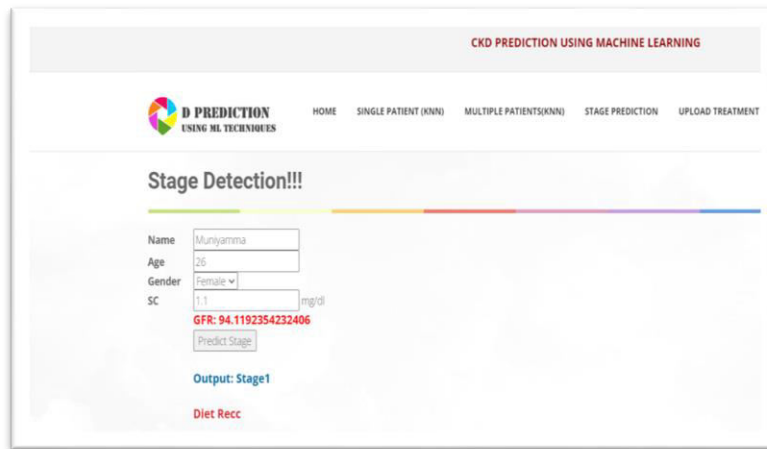 CKD PREDICTION USING MACHINE LEARNING
D PREDICTION
USING ML TECHNIQUES
HOME SINGLE PATIENT (KNN) MULTIPLE PATIENTS(KNN) STAGE PREDICTION UPLOAD TREATMENT
Stage Detection!!!
Name Muniyamma
Age 26
Gender Female
SC 1.1 mg/dl
GFR: 94.1192354232406
Predict Stage
Output: Stage1
Diet Recc